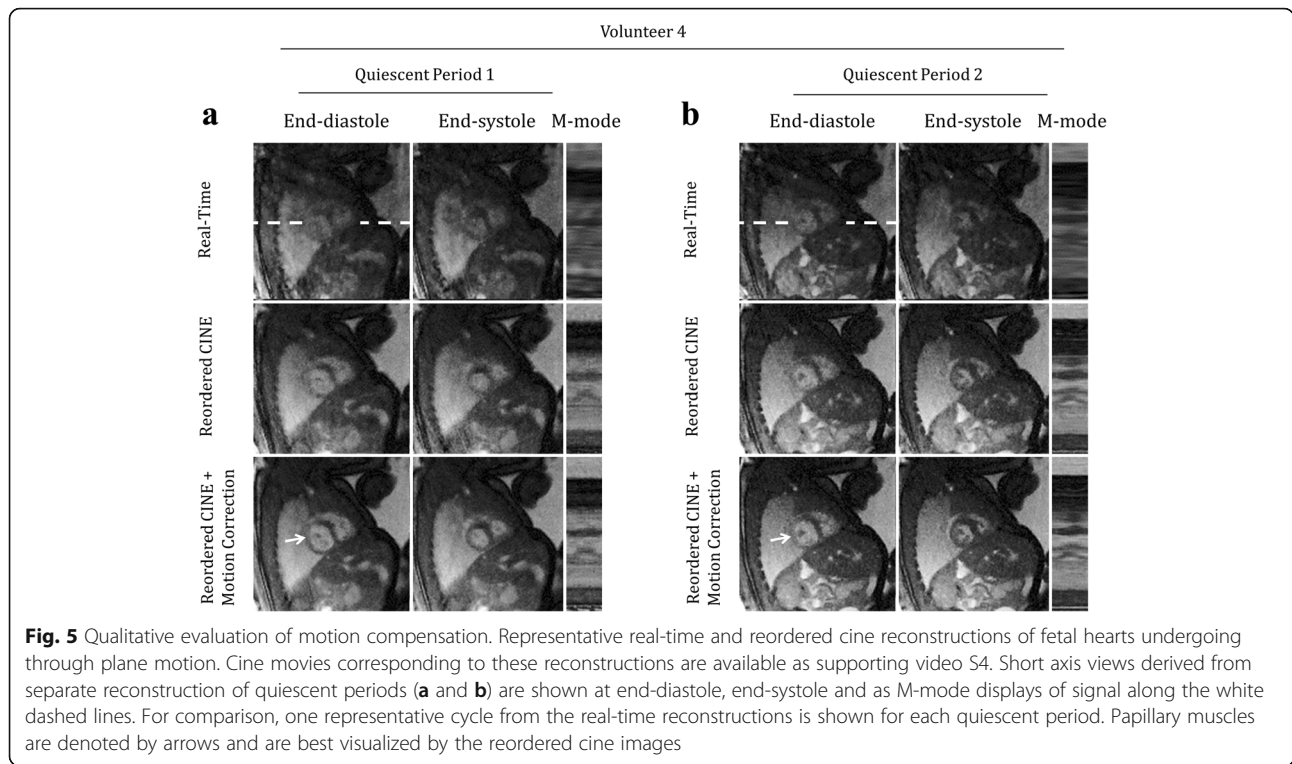 Volunteer 4
Quiescent Period 1
Quiescent Period 2
a
End-diastole
End-systole
M-mode
b
End-diastole
End-systole
M-mode
Real-Time
Real-Time
Reordered CINE
Reordered CINE
Reordered CINE +
Motion Correction
Reordered CINE +
Motion Correction
Fig. 5 Qualitative evaluation of motion compensation. Representative real-time and reordered cine reconstructions of fetal hearts undergoing
through plane motion. Cine movies corresponding to these reconstructions are available as supporting video S4. Short axis views derived from
separate reconstruction of quiescent periods (a and b) are shown at end-diastole, end-systole and as M-mode displays of signal along the white
dashed lines. For comparison, one representative cycle from the real-time reconstructions is shown for each quiescent period. Papillary muscles
are denoted by arrows and are best visualized by the reordered cine images